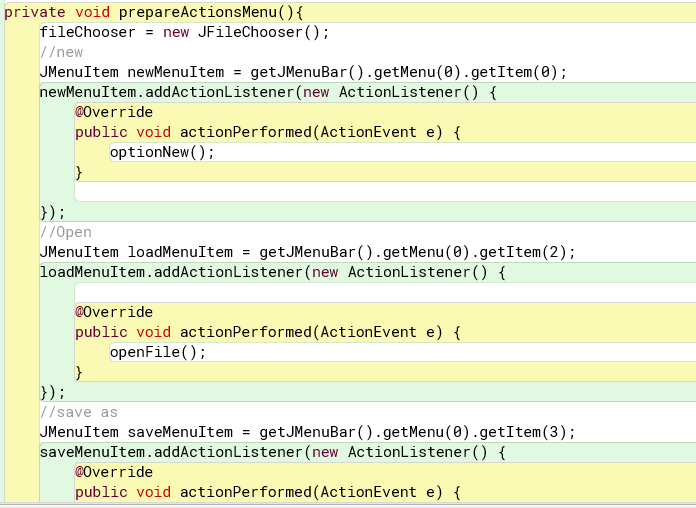 private void prepareActionsMenu(){
    fileChooser = new JFileChooser();
    //new
    JMenuItem newMenuItem = getJMenuBar().getMenu(0).getItem(0);
    newMenuItem.addActionListener(new ActionListener() {
        @Override
        public void actionPerformed(ActionEvent e) {
            optionNew();
        }
    });
    //Open
    JMenuItem loadMenuItem = getJMenuBar().getMenu(0).getItem(2);
    loadMenuItem.addActionListener(new ActionListener() {
        @Override
        public void actionPerformed(ActionEvent e) {
            openFile();
        }
    });
    //save as
    JMenuItem saveMenuItem = getJMenuBar().getMenu(0).getItem(3);
    saveMenuItem.addActionListener(new ActionListener() {
        @Override
        public void actionPerformed(ActionEvent e) {